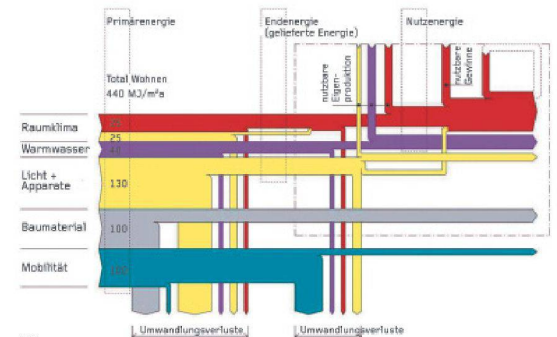 Primärenergie
Endenergie
(gelieferte Energie)
Nutzenergie
Total Wohnen
440 MJ/m²a
nutzbare
Eigen-
produktion
nutzbare
Gewinne
Raumklima
25
Warmwasser
Licht +
Apparate
130
Baumaterial
100
Mobilität
Umwandlungsverluste
Umwandlungsverluste